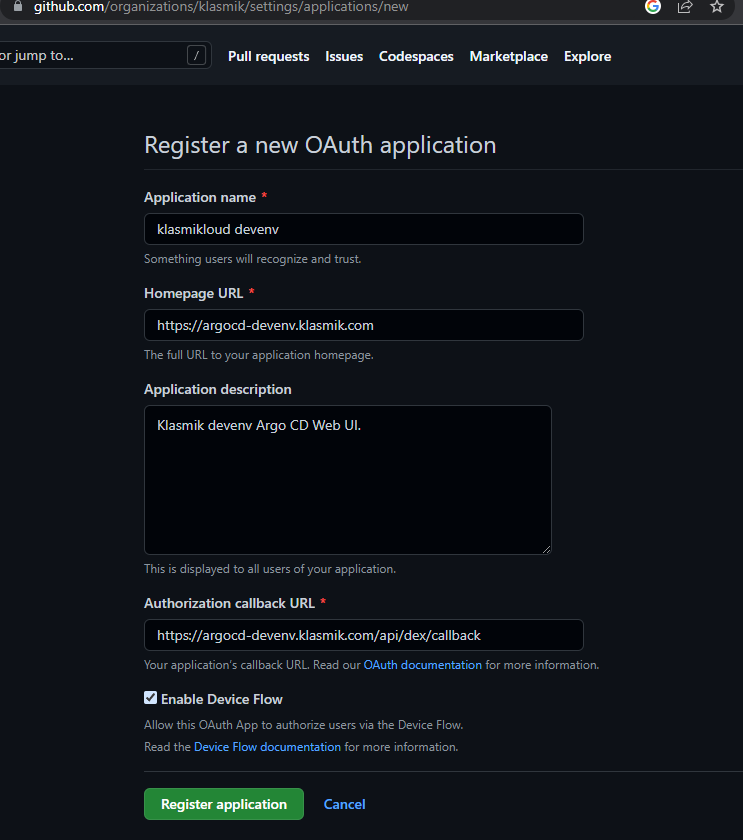 github.com/organizations/klasmik/settings/applications/new
or jump to... / Pull requests Issues Codespaces Marketplace Explore
Register a new OAuth application
Application name *
klasmikloud devenv
Something users will recognize and trust.
Homepage URL *
https://argocd-devenv.klasmik.com
The full URL to your application homepage.
Application description
Klasmik devenv Argo CD Web UI.
This is displayed to all users of your application.
Authorization callback URL *
https://argocd-devenv.klasmik.com/api/dex/callback
Your application's callback URL. Read our OAuth documentation for more information.
Enable Device Flow
Allow this OAuth App to authorize users via the Device Flow.
Read the Device Flow documentation for more information.
Register application Cancel